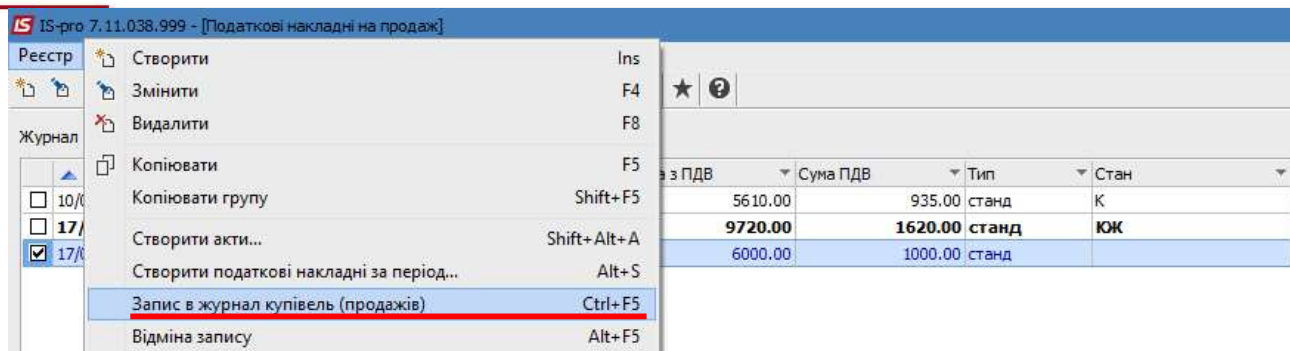 IS IS-pro 7.11.038.999 - [Податкові накладні на продаж]
Реєстр
Створити Ins
Змінити F4
Видалити F8
Журнал
Копіювати F5
з ПДВ Сума ПДВ Тип Стан
Копіювати групу Shift+F5
10/0 5610.00 935.00 станд К
17/ 9720.00 1620.00 станд КЖ
Створити акти... Shift+Alt+A
17/0 6000.00 1000.00 станд
Створити податкові накладні за період... Alt+S
Запис в журнал купівель (продажів) Ctrl+F5
Відміна запису Alt+F5